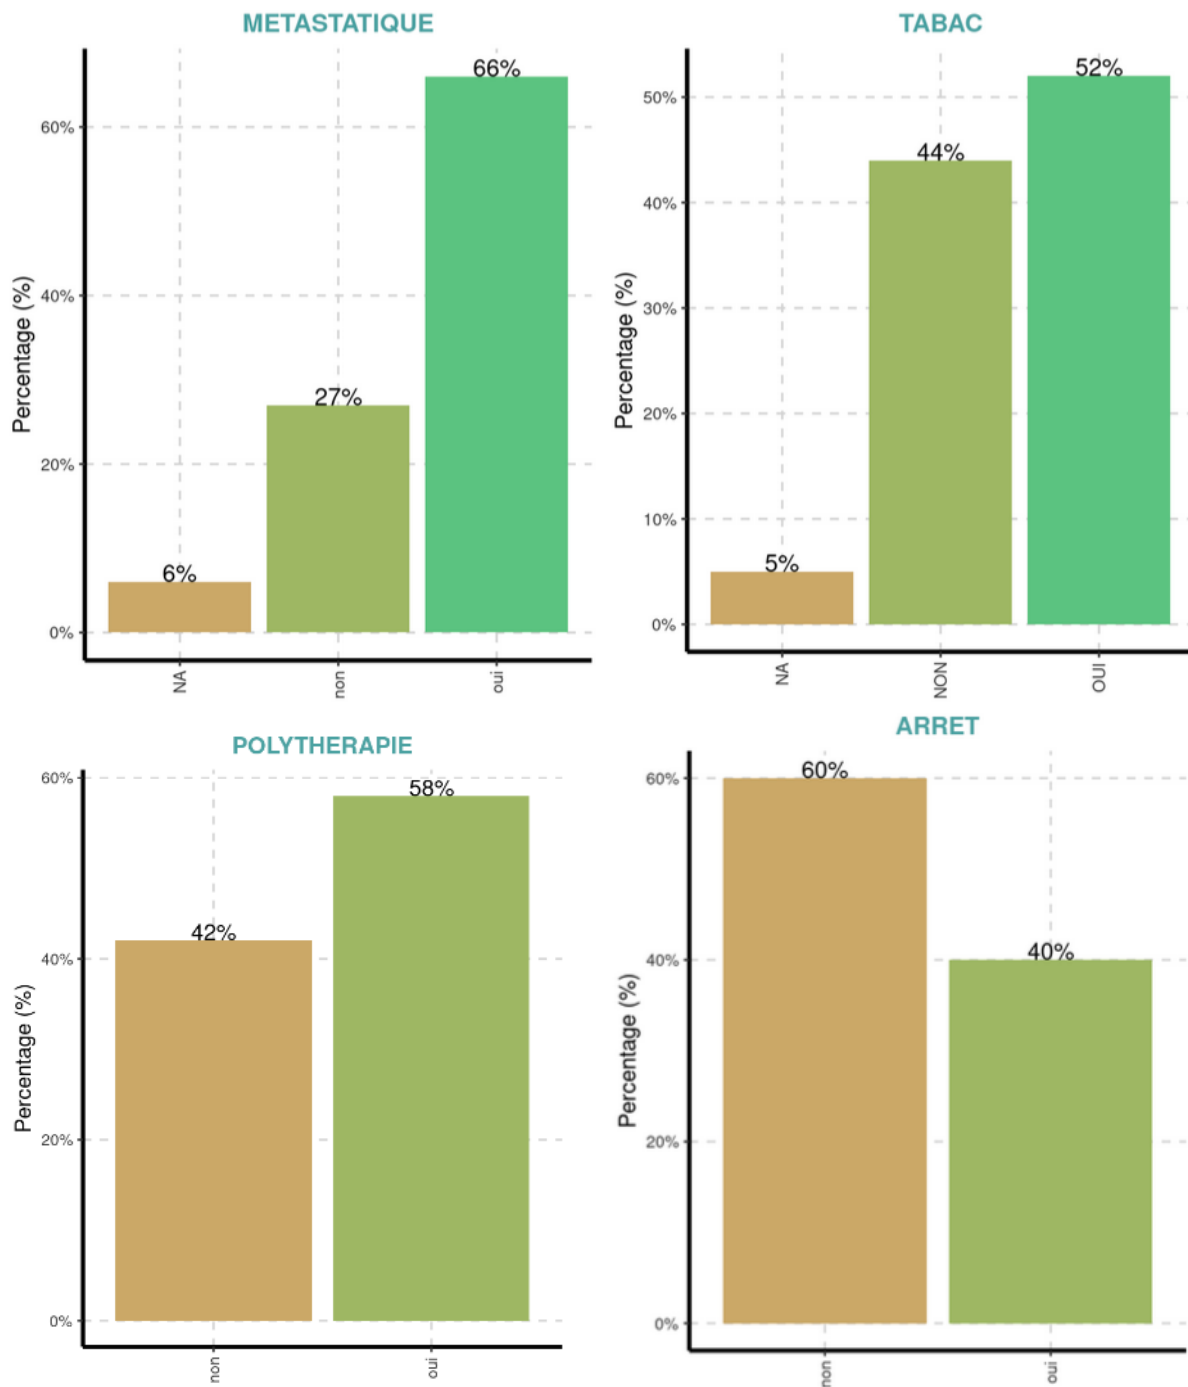 METASTATIQUE
Percentage (%)
60%
40%
20%
0%
66%
27%
6%
NA
non
oui
TABAC
Percentage (%)
50%
40%
30%
20%
10%
0%
52%
44%
5%
NA
NON
OUI
POLYTHERAPIE
Percentage (%)
60%
40%
20%
0%
58%
42%
non
oui
ARRET
Percentage (%)
60%
40%
20%
0%
60%
40%
non
oui